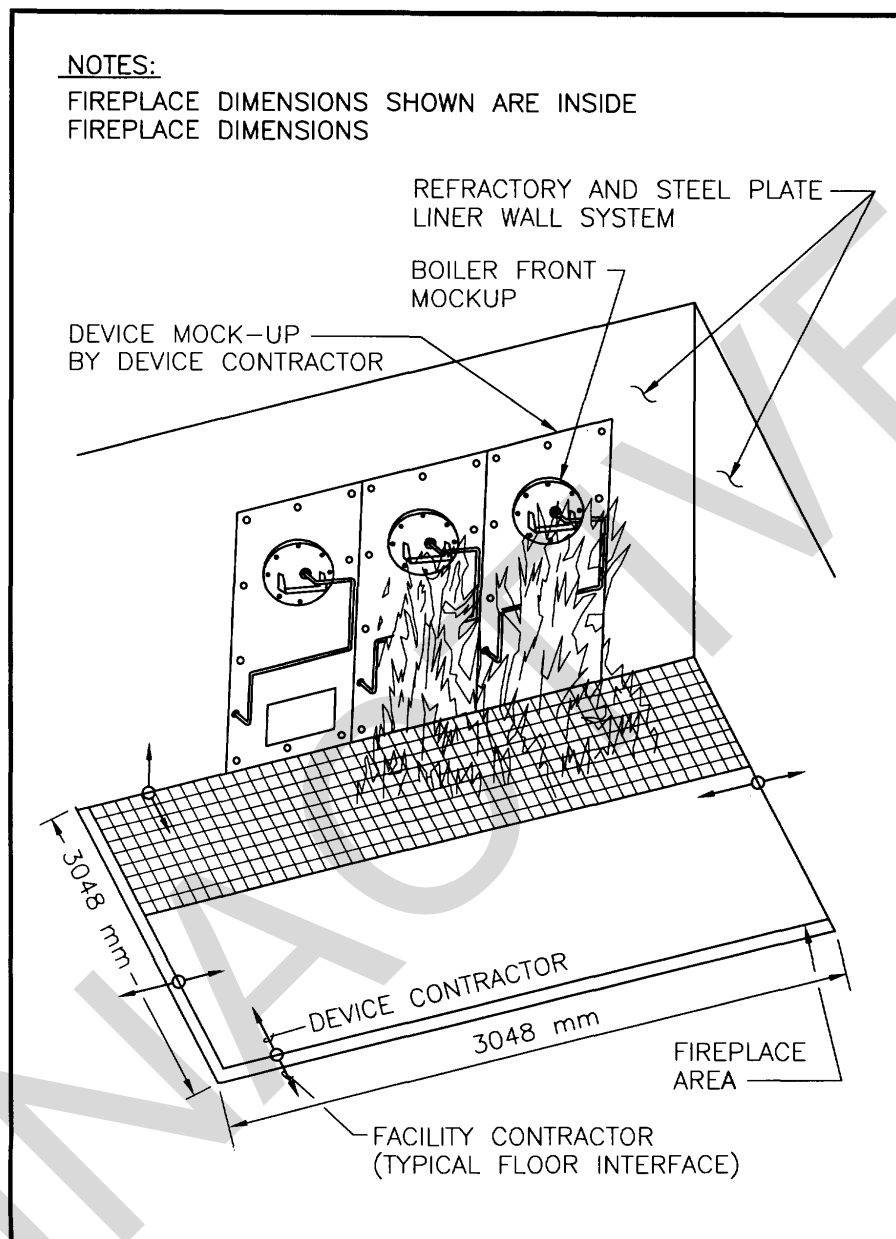 NOTES:
FIREPLACE DIMENSIONS SHOWN ARE INSIDE
FIREPLACE DIMENSIONS
REFRACTORY AND STEEL PLATE
LINER WALL SYSTEM
BOILER FRONT
MOCKUP
DEVICE MOCK-UP
BY DEVICE CONTRACTOR
3048 mm
DEVICE CONTRACTOR
3048 mm
FIREPLACE
AREA
FACILITY CONTRACTOR
(TYPICAL FLOOR INTERFACE)
INACTIVE